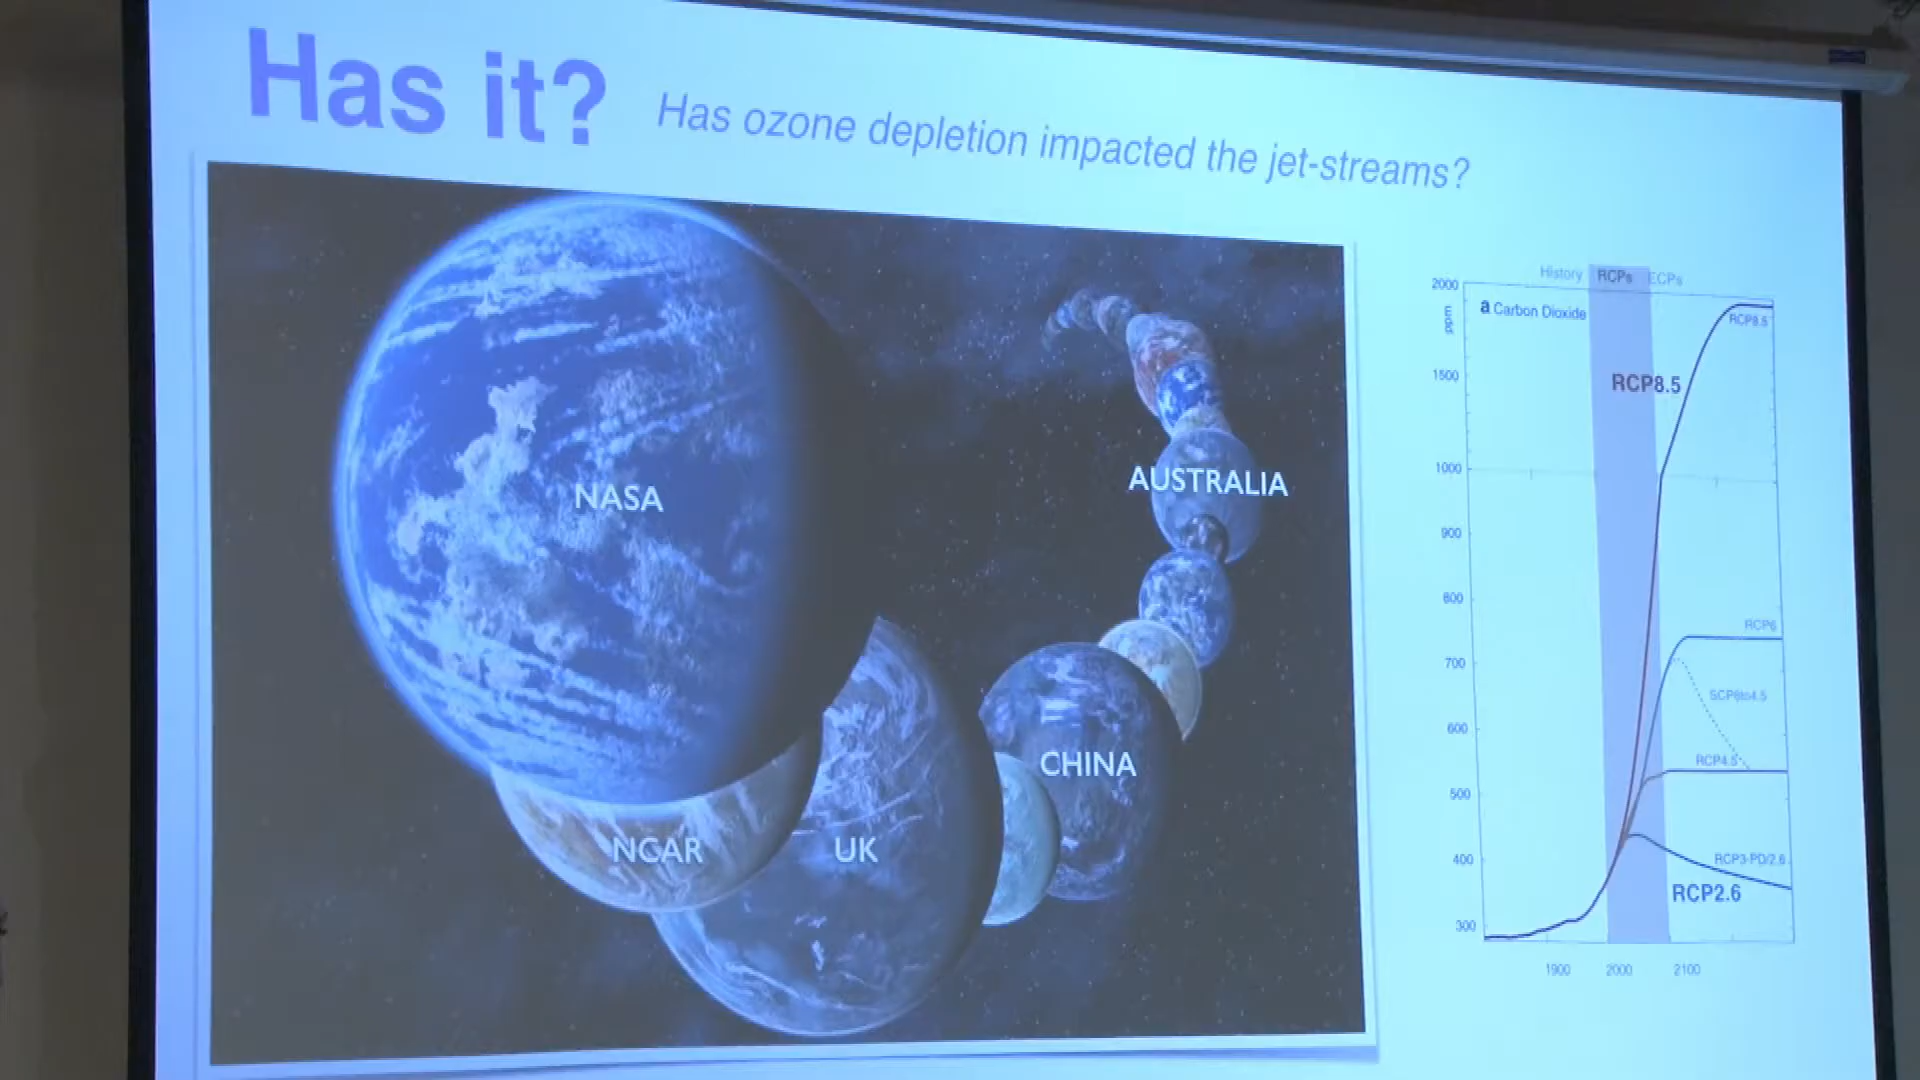 Has it?
Has ozone depletion impacted the jet-streams?
NASA
NCAR
UK
CHINA
AUSTRALIA
History RCPs ECPs
2000
ppm
a Carbon Dioxide
RCP8.5
RCP8.5
1500
1000
900
800
RCP6
700
SCP6to4.5
600
RCP4.5
500
400
RCP3-PD/2.6
RCP2.6
300
1900 2000 2100